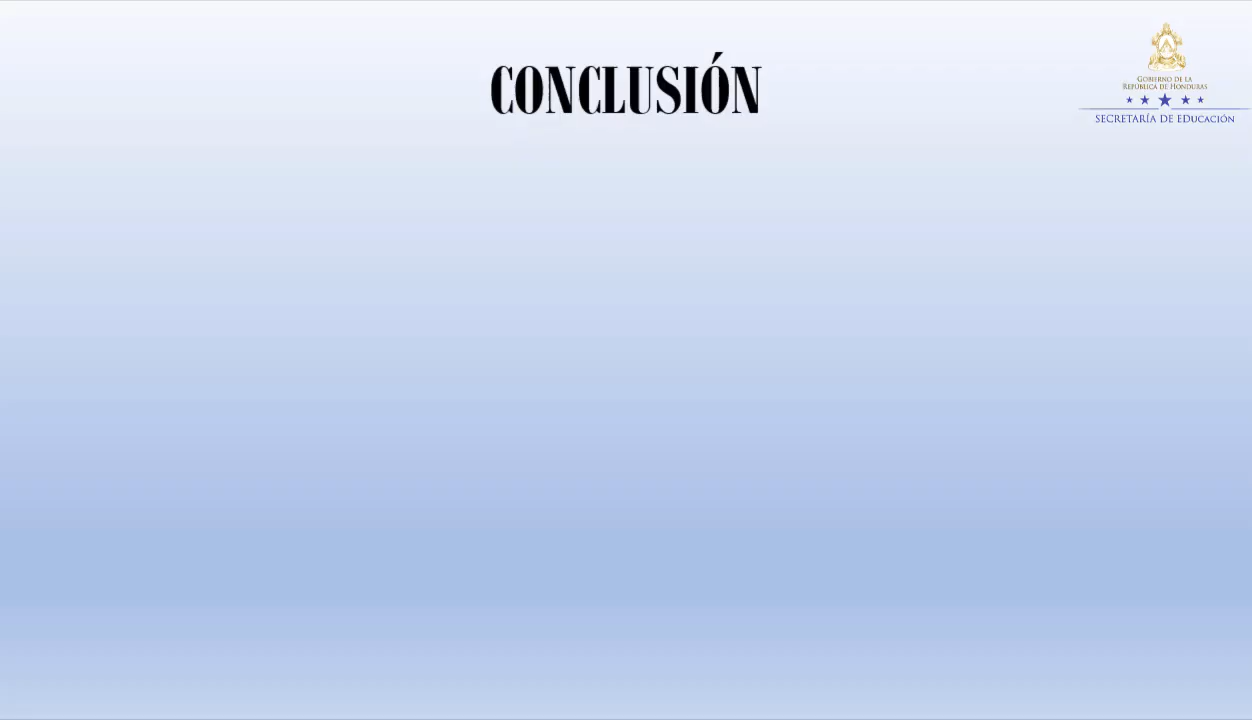 CONCLUSIÓN
GOBIERNO DE LA
REPÚBLICA DE HONDURAS
SECRETARÍA DE EDUCACIÓN